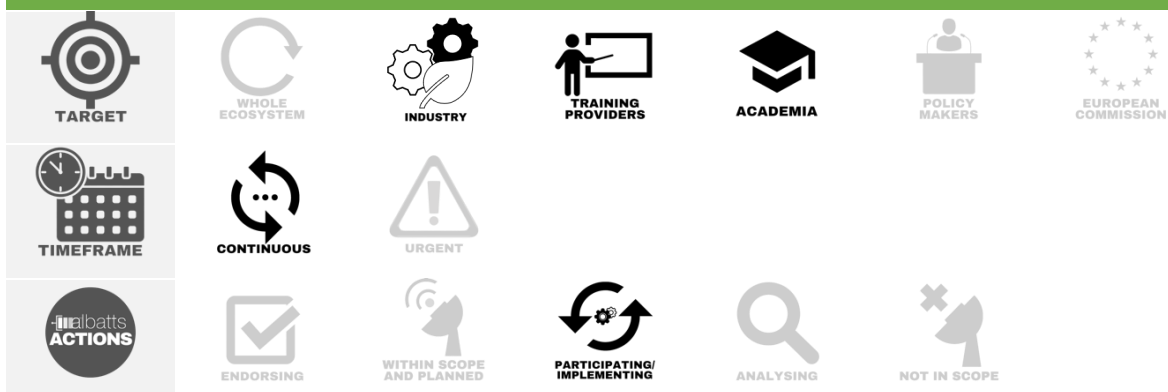 TARGET
WHOLE
ECOSYSTEM
INDUSTRY
TRAINING
PROVIDERS
ACADEMIA
POLICY
MAKERS
EUROPEAN
COMMISSION
TIMEFRAME
CONTINUOUS
URGENT
albatts
ACTIONS
ENDORSING
WITHIN SCOPE
AND PLANNED
PARTICIPATING/
IMPLEMENTING
ANALYSING
NOT IN SCOPE